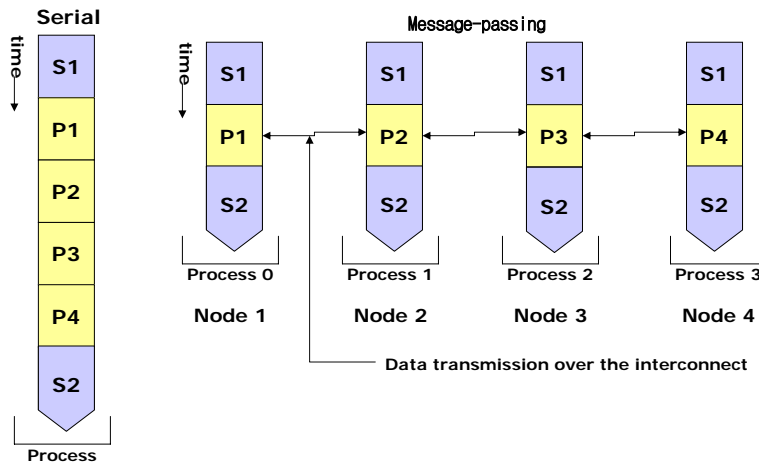 Serial
time
S1
P1
P2
P3
P4
S2
Process
Message-passing
time
S1
S1
S1
S1
P1
P2
P3
P4
S2
S2
S2
S2
Process 0
Process 1
Process 2
Process 3
Node 1
Node 2
Node 3
Node 4
Data transmission over the interconnect